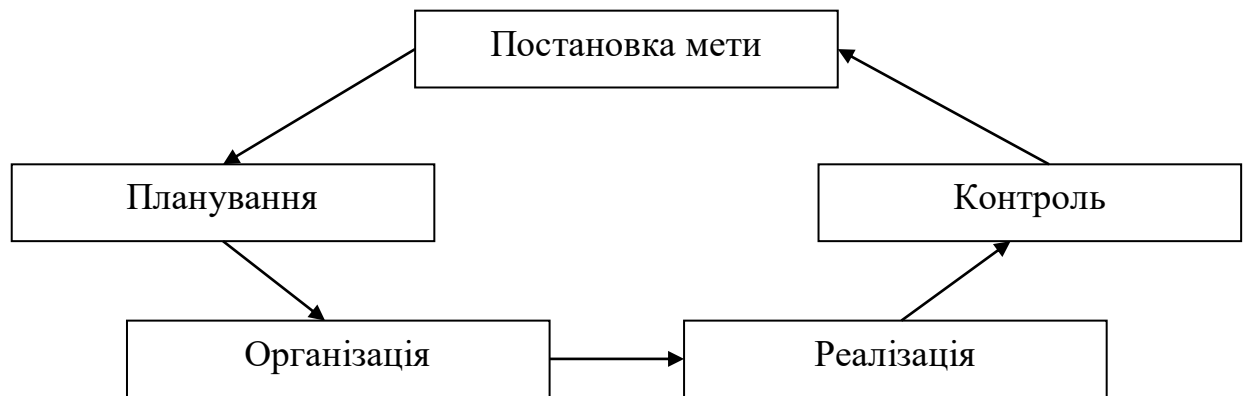 Постановка мети
Планування
Контроль
Організація
Реалізація